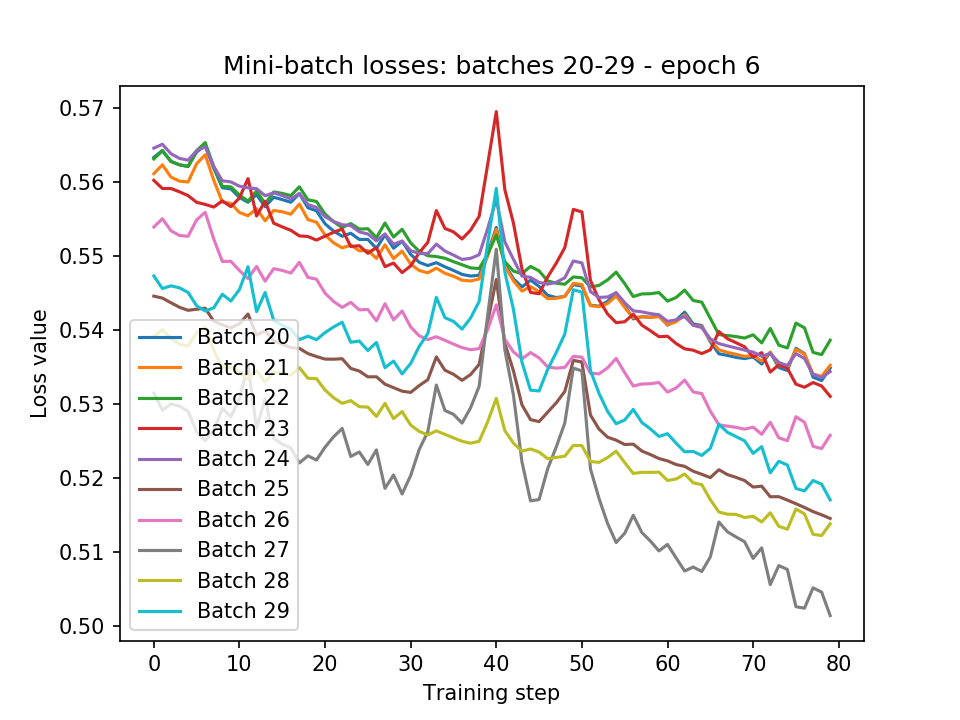 Mini-batch losses: batches 20-29 - epoch 6
0.57
0.56
0.55
0.54
0.53
0.52
0.51
0.50
Loss value
Batch 20
Batch 21
Batch 22
Batch 23
Batch 24
Batch 25
Batch 26
Batch 27
Batch 28
Batch 29
0 10 20 30 40 50 60 70 80
Training step